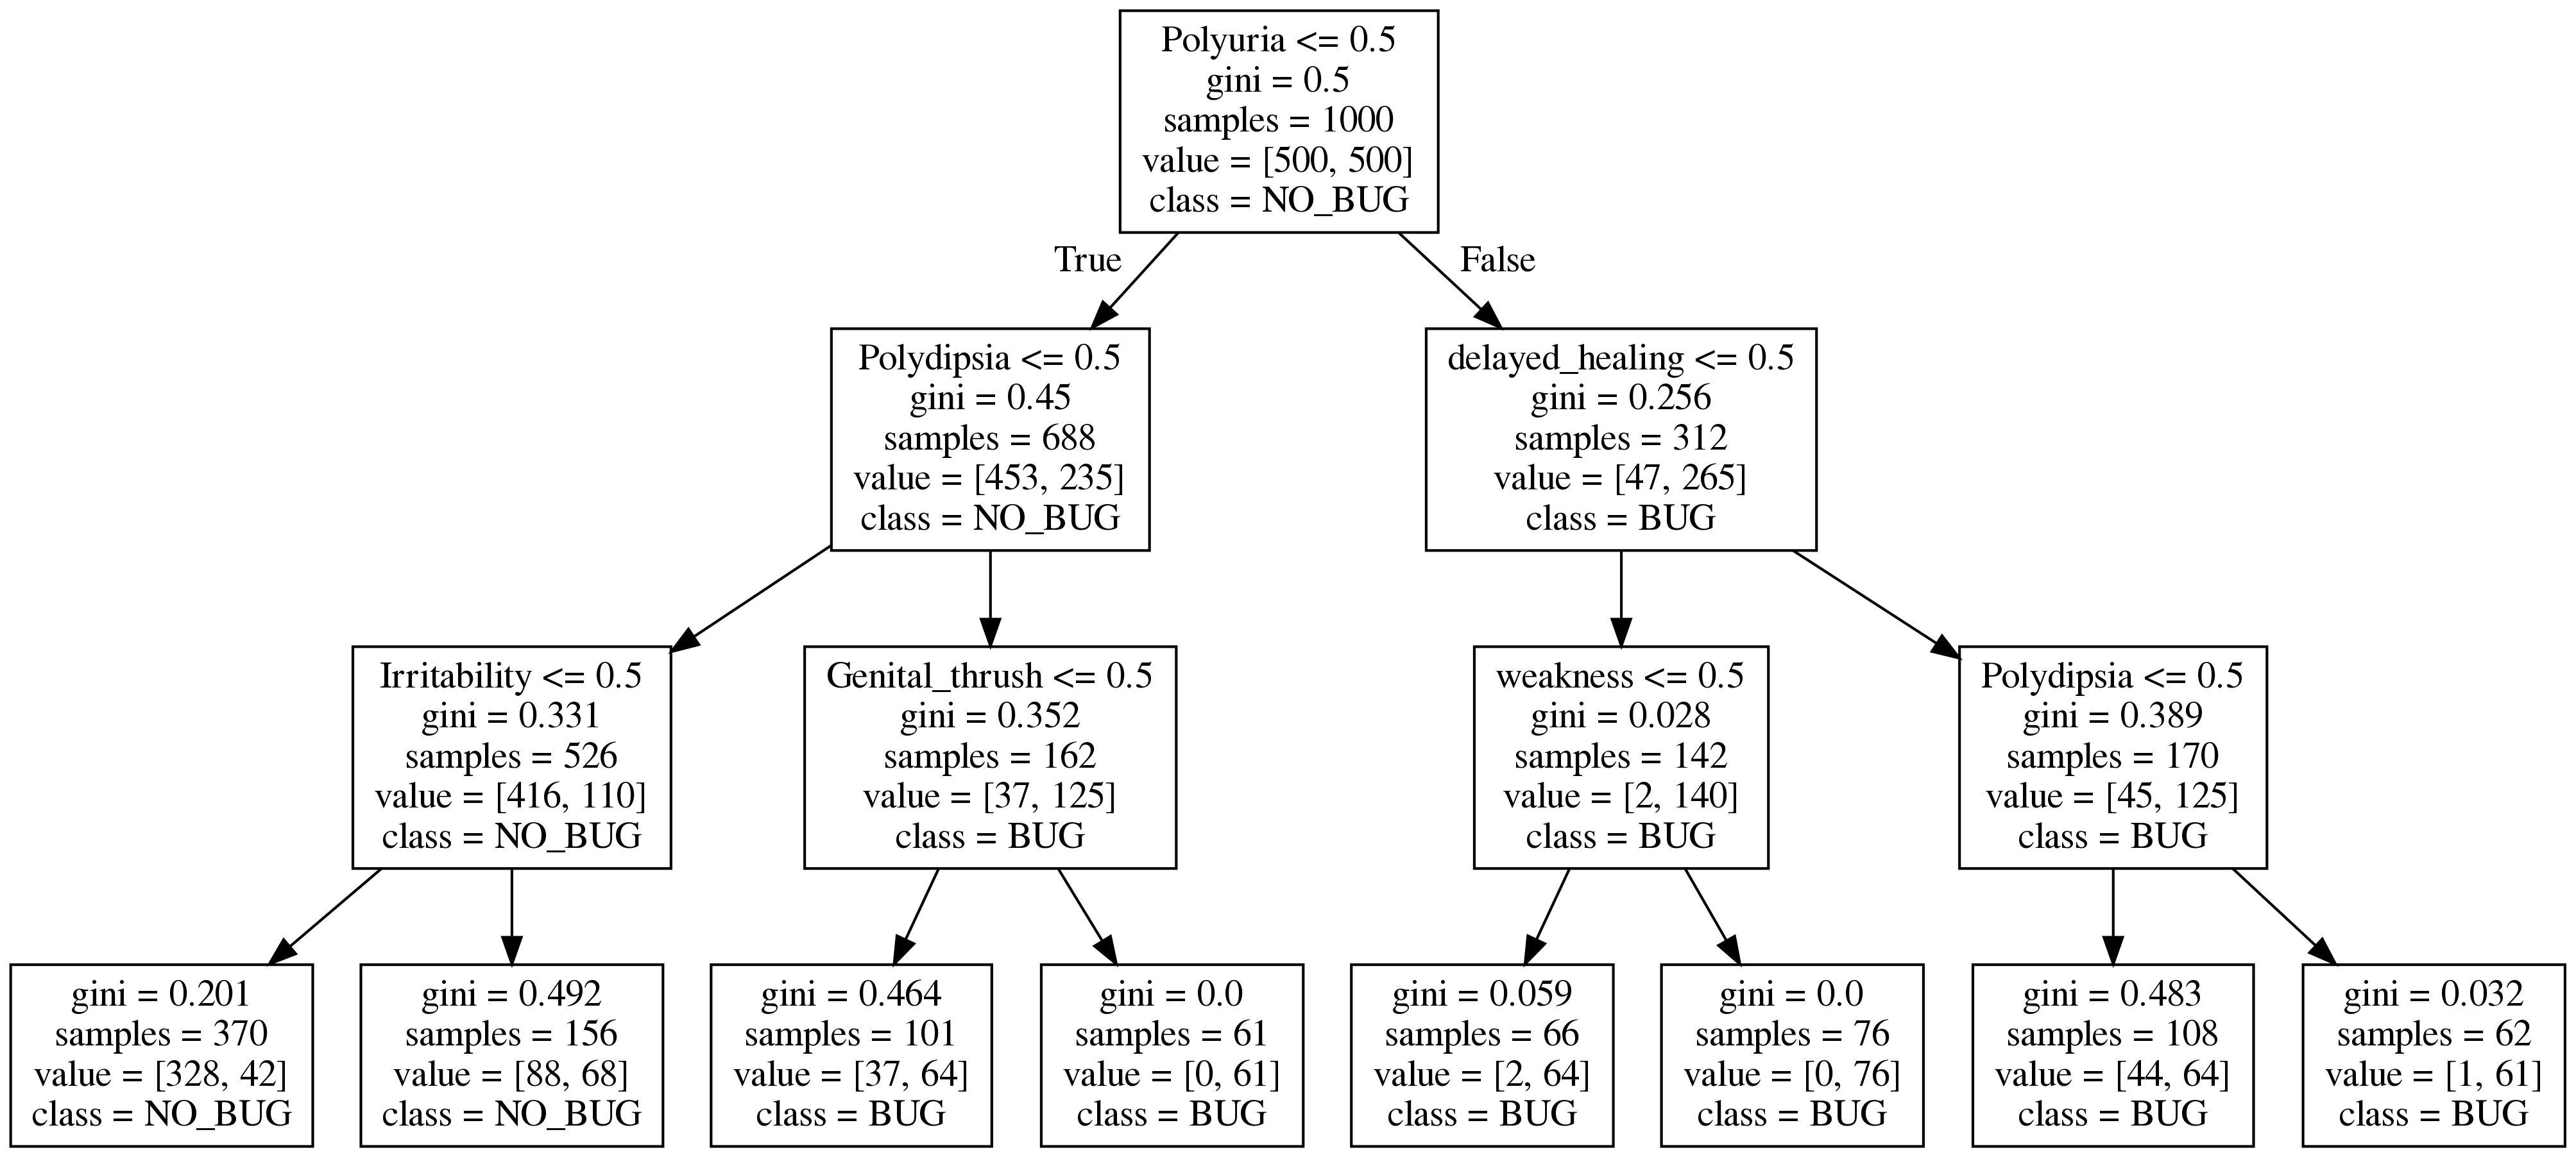 Polyuria <= 0.5
gini = 0.5
samples = 1000
value = [500, 500]
class = NO_BUG
True
False
Polydipsia <= 0.5
gini = 0.45
samples = 688
value = [453, 235]
class = NO_BUG
delayed_healing <= 0.5
gini = 0.256
samples = 312
value = [47, 265]
class = BUG
Irritability <= 0.5
gini = 0.331
samples = 526
value = [416, 110]
class = NO_BUG
Genital_thrush <= 0.5
gini = 0.352
samples = 162
value = [37, 125]
class = BUG
weakness <= 0.5
gini = 0.028
samples = 142
value = [2, 140]
class = BUG
Polydipsia <= 0.5
gini = 0.389
samples = 170
value = [45, 125]
class = BUG
gini = 0.201
samples = 370
value = [328, 42]
class = NO_BUG
gini = 0.492
samples = 156
value = [88, 68]
class = NO_BUG
gini = 0.464
samples = 101
value = [37, 64]
class = BUG
gini = 0.0
samples = 61
value = [0, 61]
class = BUG
gini = 0.059
samples = 66
value = [2, 64]
class = BUG
gini = 0.0
samples = 76
value = [0, 76]
class = BUG
gini = 0.483
samples = 108
value = [44, 64]
class = BUG
gini = 0.032
samples = 62
value = [1, 61]
class = BUG